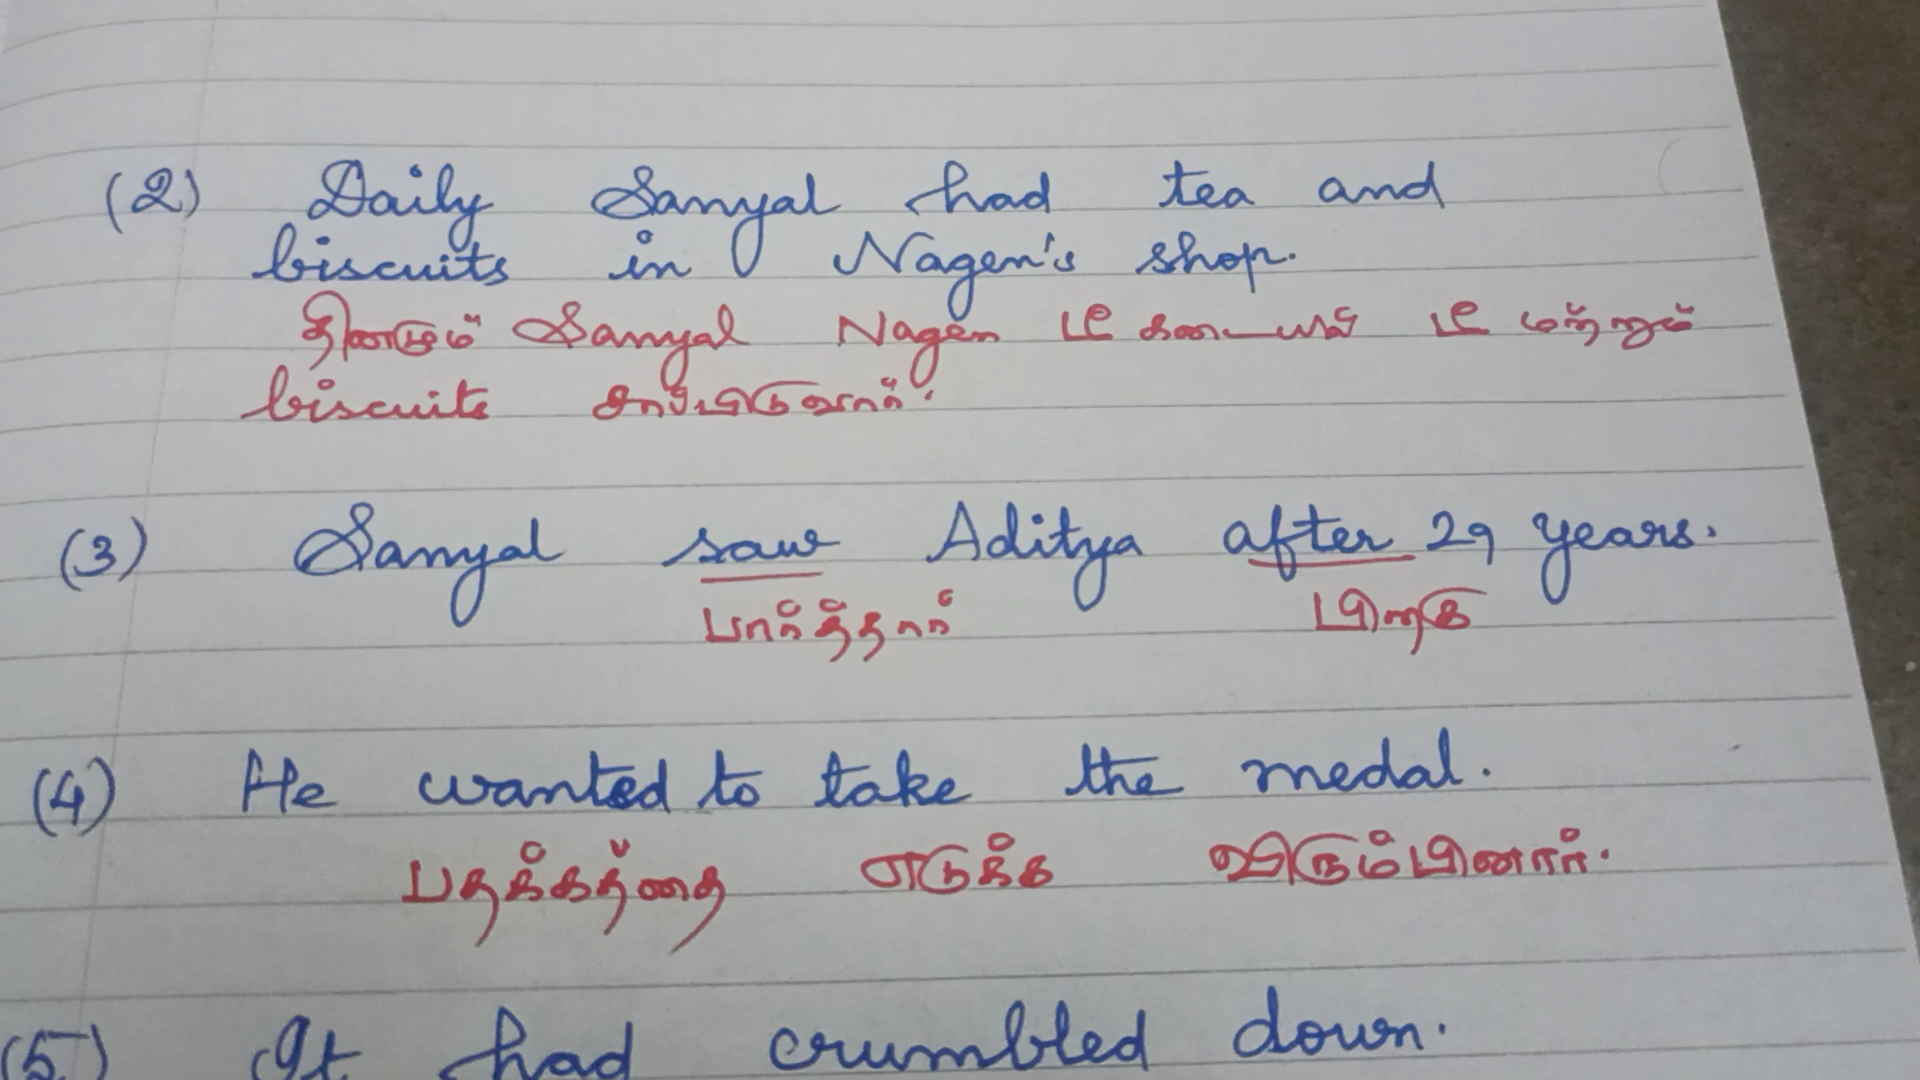 (2) Daily Sanyal had tea and
biscuits in Nagen's shop.
தினமும் Sanyal Nagen டீ கடையில் டீ மற்றும்
biscuits சாப்பிடுவார்.
(3) Sanyal saw Aditya after 29 years.
பார்த்தார் பிறகு
(4) He wanted to take the medal.
பதக்கத்தை எடுக்க விரும்பினார்.
(5) It had crumbled down.